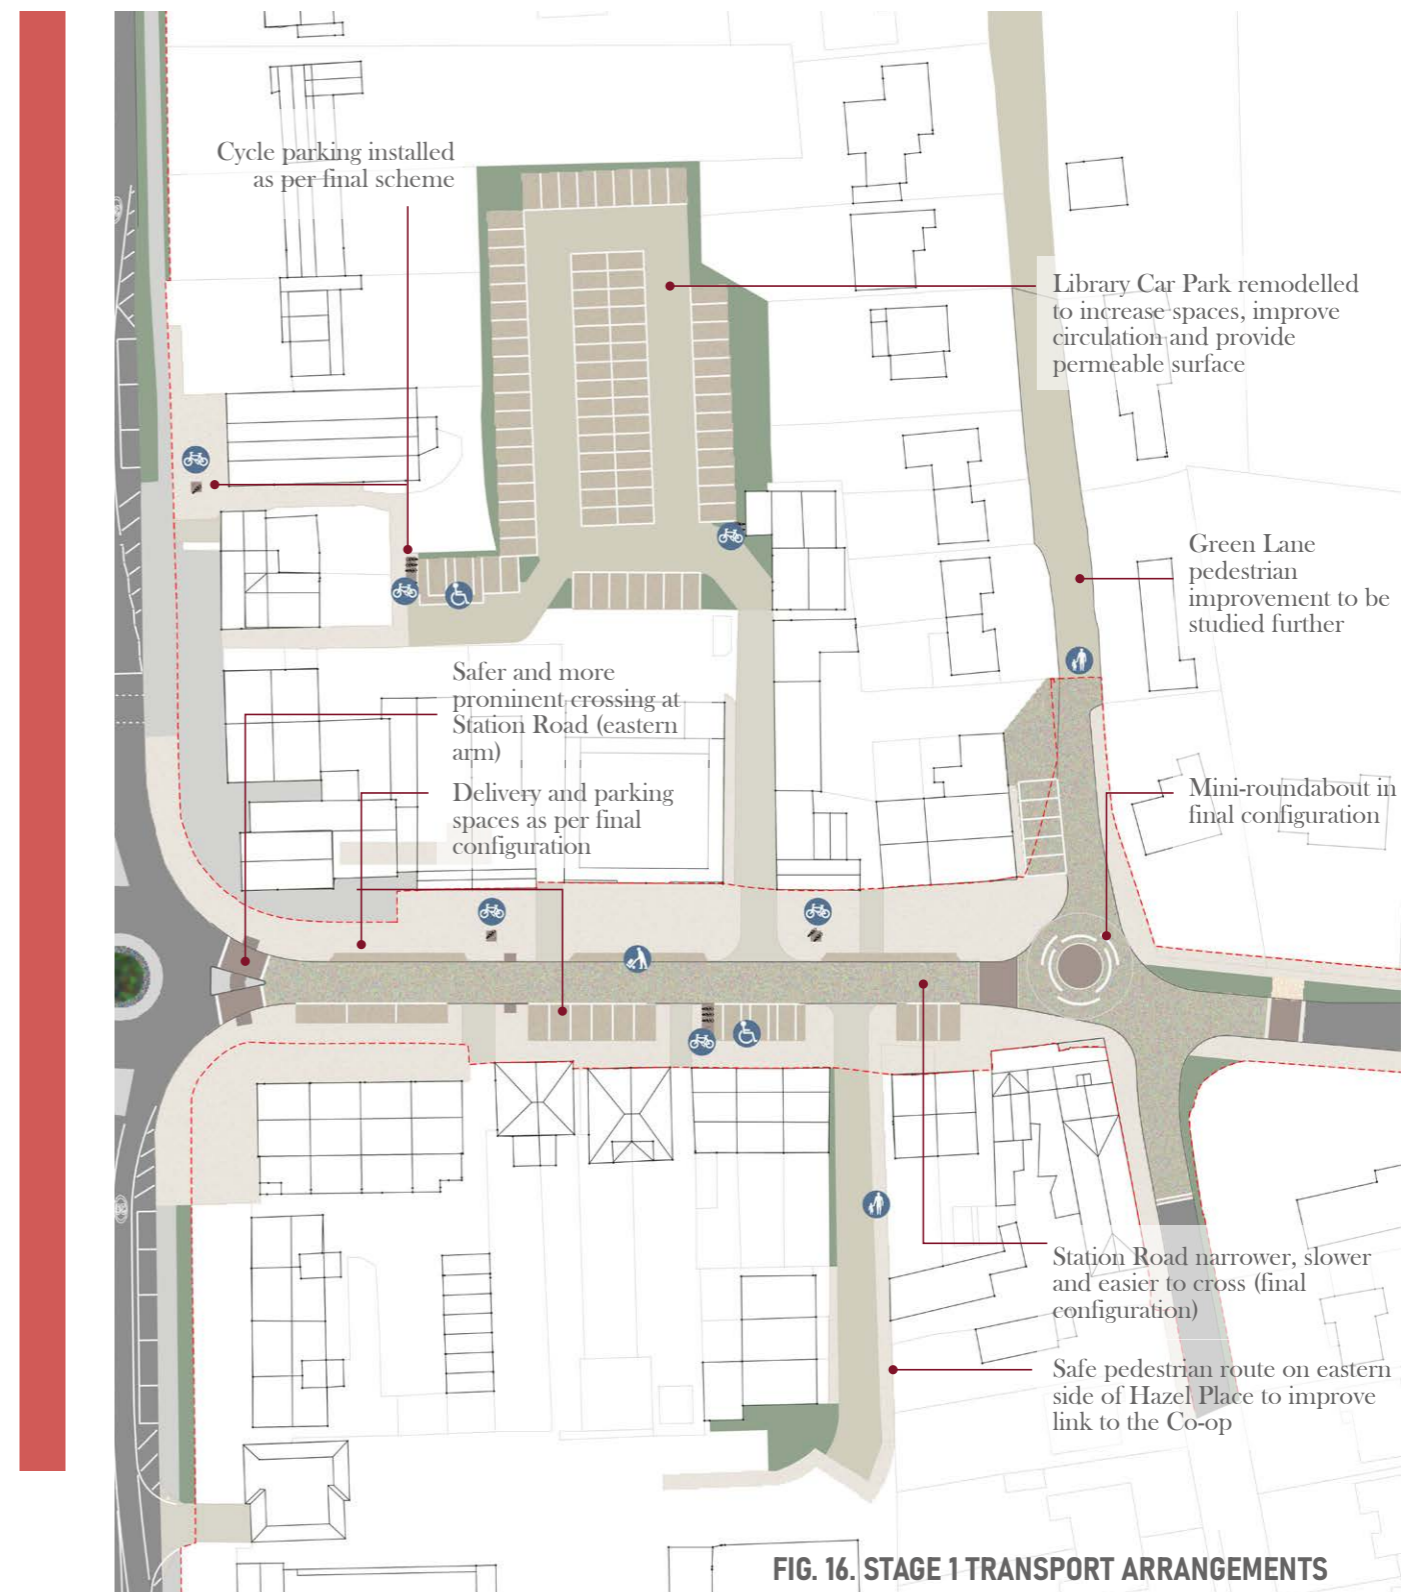 Cycle parking installed
as per final scheme
Library Car Park remodelled
to increase spaces, improve
circulation and provide
permeable surface
Green Lane
pedestrian
improvement to be
studied further
Safer and more
prominent crossing at
Station Road (eastern
arm)
Delivery and parking
spaces as per final
configuration
Mini-roundabout in
final configuration
Station Road narrower, slower
and easier to cross (final
configuration)
Safe pedestrian route on eastern
side of Hazel Place to improve
link to the Co-op
FIG. 16. STAGE 1 TRANSPORT ARRANGEMENTS